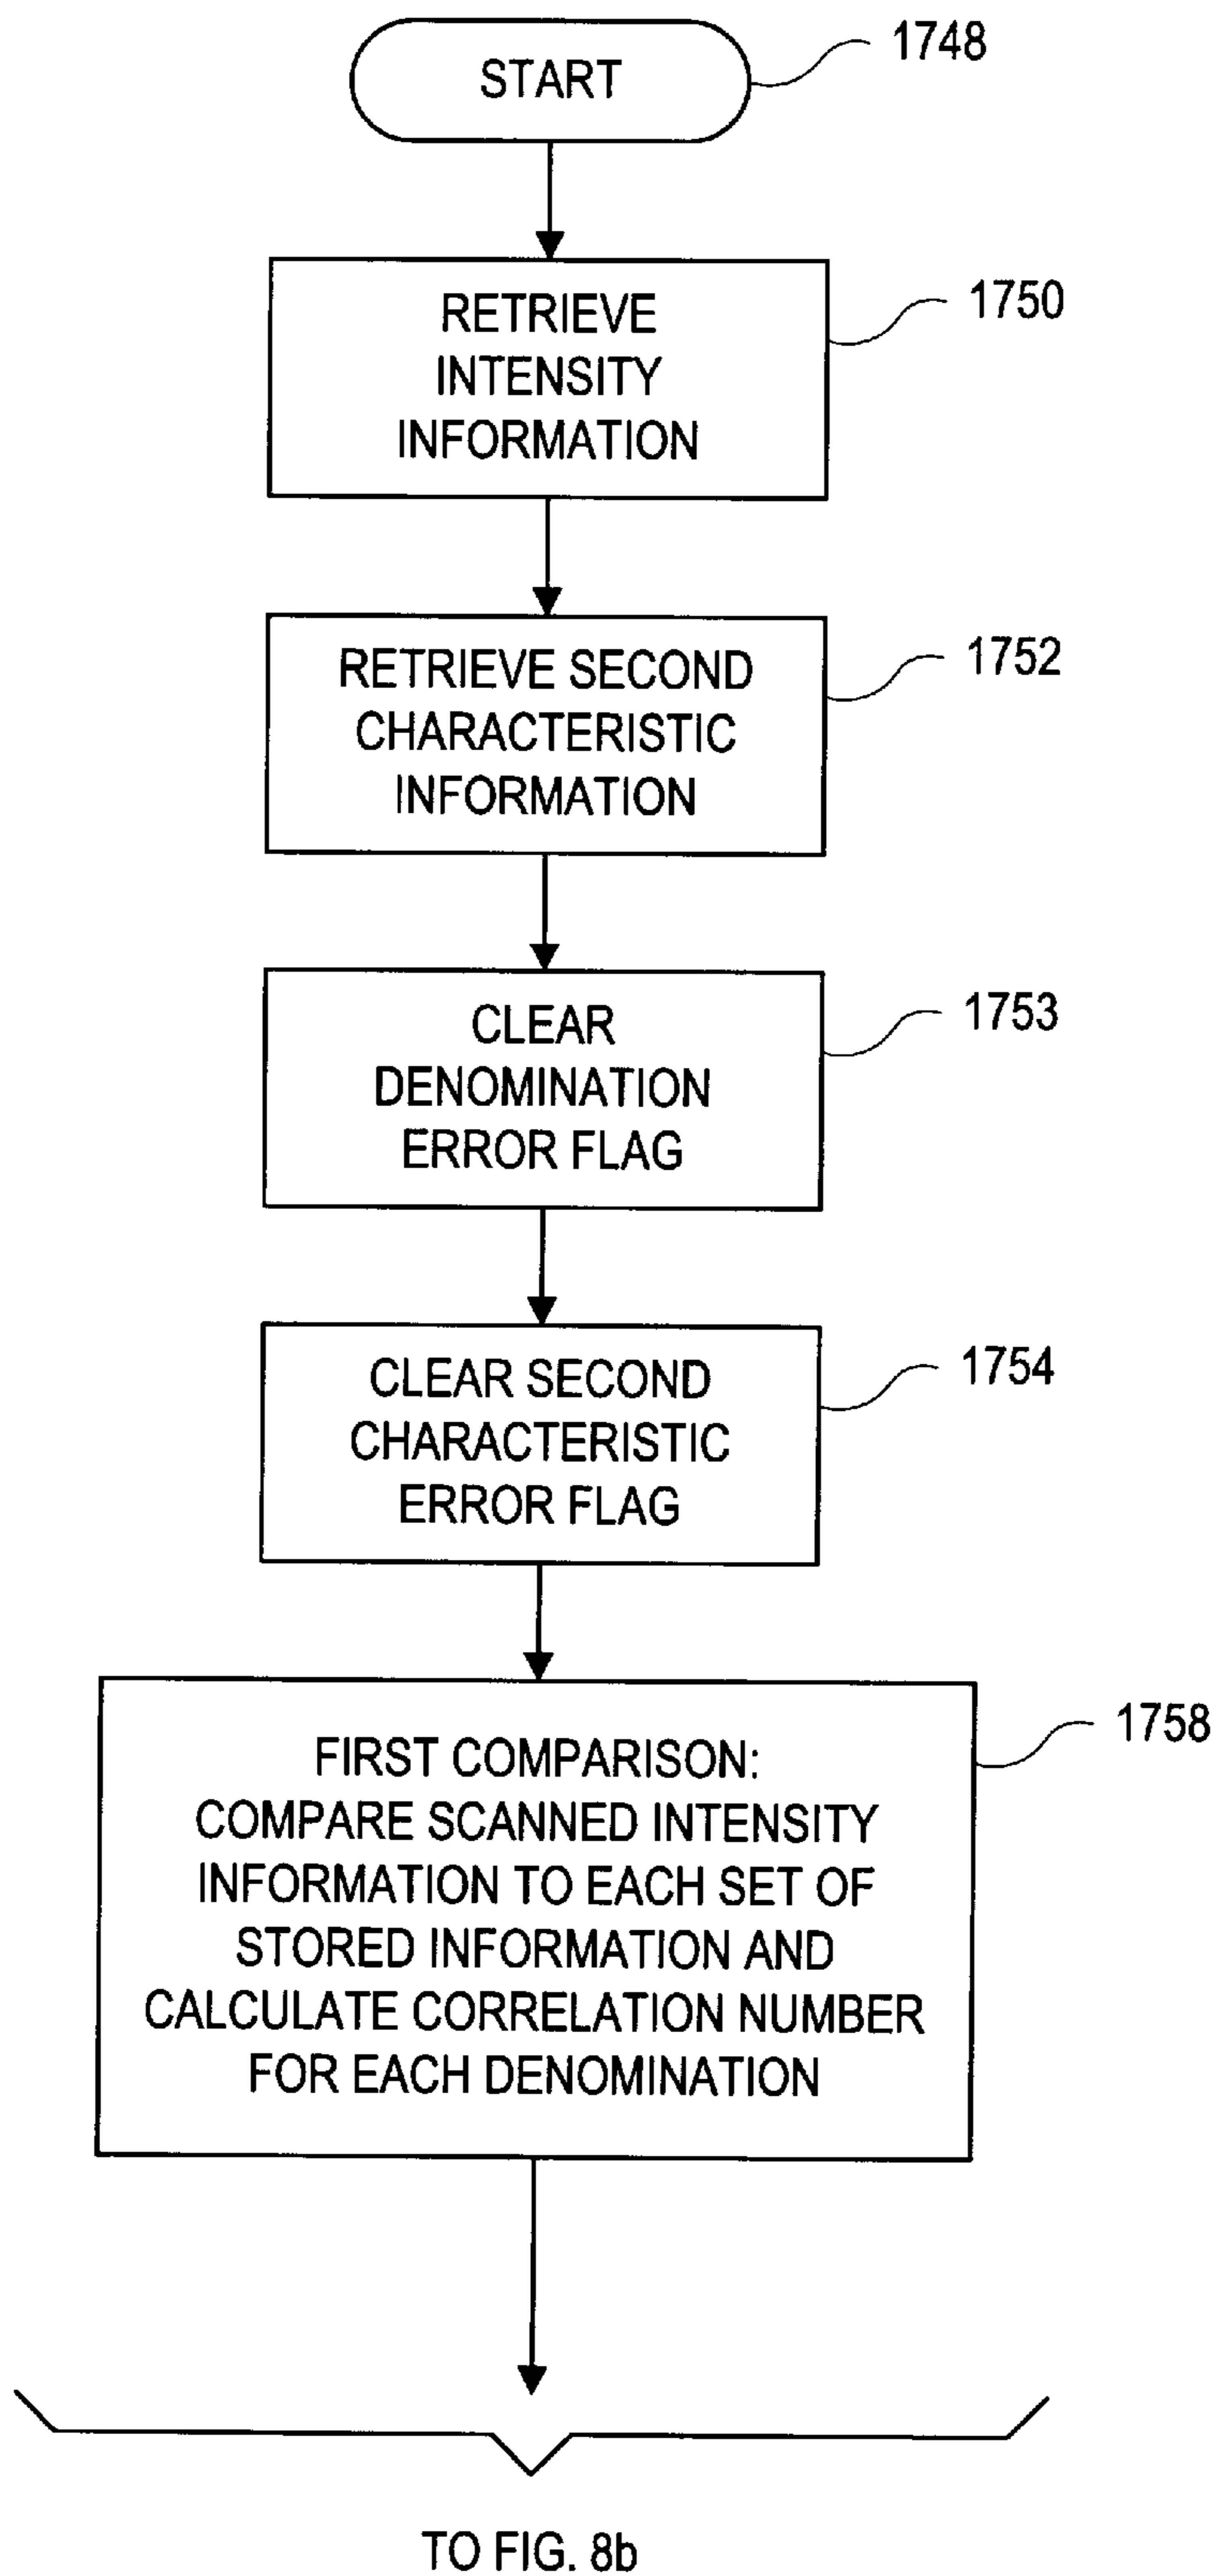 START
1748
RETRIEVE
INTENSITY
INFORMATION
1750
RETRIEVE SECOND
CHARACTERISTIC
INFORMATION
1752
CLEAR
DENOMINATION
ERROR FLAG
1753
CLEAR SECOND
CHARACTERISTIC
ERROR FLAG
1754
FIRST COMPARISON:
COMPARE SCANNED INTENSITY
INFORMATION TO EACH SET OF
STORED INFORMATION AND
CALCULATE CORRELATION NUMBER
FOR EACH DENOMINATION
1758
TO FIG. 8b